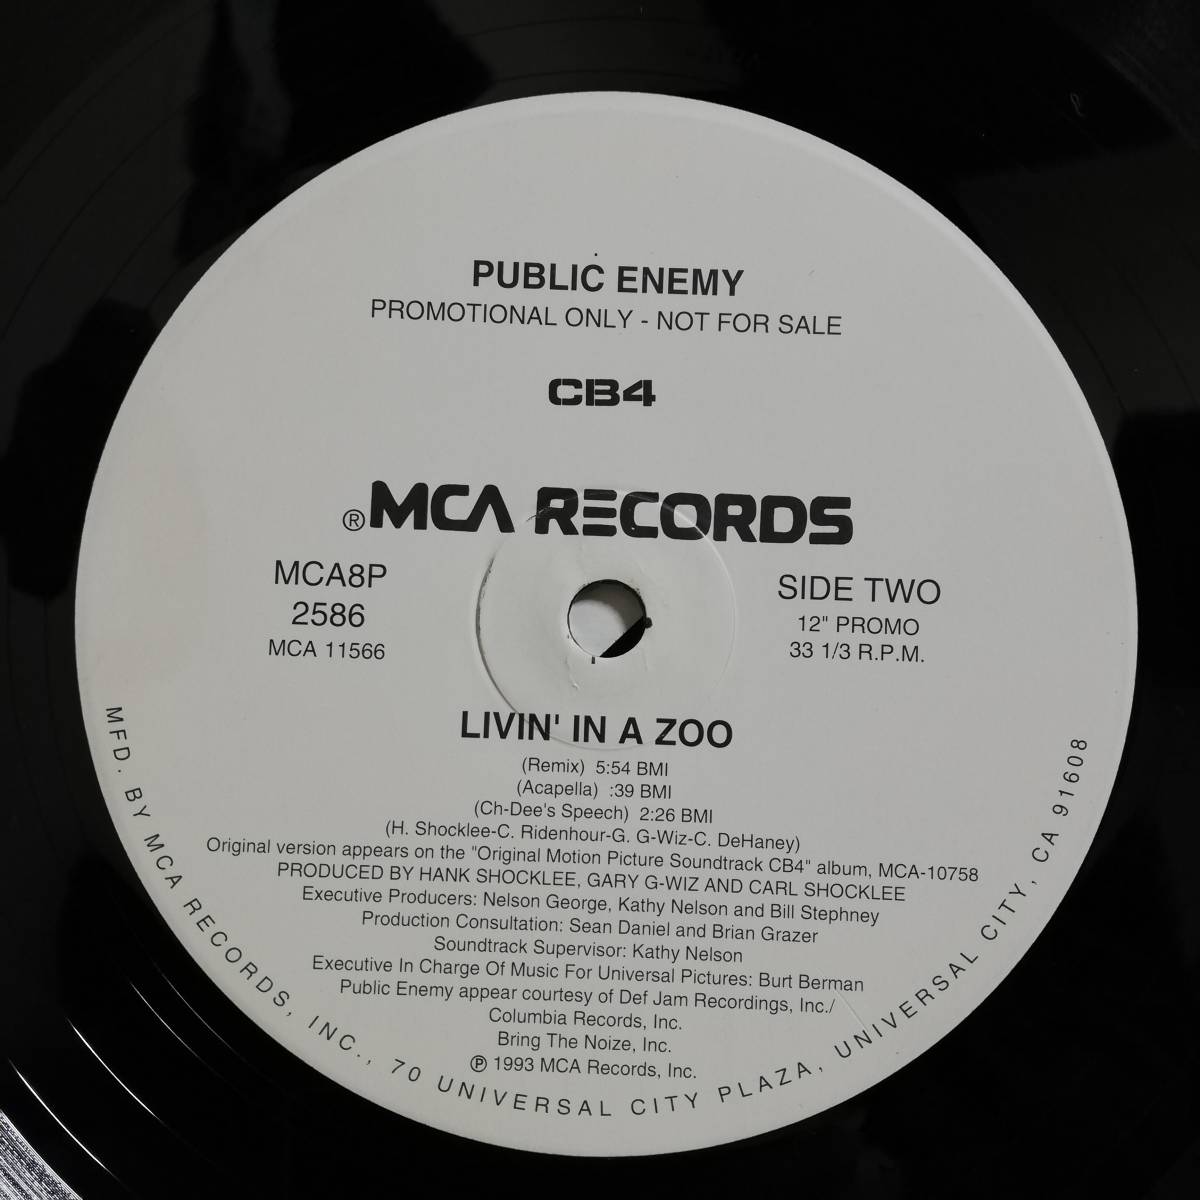 PUBLIC ENEMY
PROMOTIONAL ONLY - NOT FOR SALE
CB4
®MCA RECORDS
MCA8P
2586
MCA 11566
SIDE TWO
12" PROMO
33 1/3 R.P.M.
LIVIN' IN A ZOO
(Remix) 5:54 BMI
(Acapella) :39 BMI
(Ch-Dee's Speech) 2:26 BMI
(H. Shocklee-C. Ridenhour-G. G-Wiz-C. DeHaney)
Original version appears on the "Original Motion Picture Soundtrack CB4" album, MCA-10758
PRODUCED BY HANK SHOCKLEE, GARY G-WIZ AND CARL SHOCKLEE
Executive Producers: Nelson George, Kathy Nelson and Bill Stephney
Production Consultation: Sean Daniel and Brian Grazer
Soundtrack Supervisor: Kathy Nelson
Executive In Charge Of Music For Universal Pictures: Burt Berman
Public Enemy appear courtesy of Def Jam Recordings, Inc./
Columbia Records, Inc.
Bring The Noize, Inc.
℗ 1993 MCA Records, Inc.
MFD. BY MCA RECORDS, INC., 70 UNIVERSAL CITY PLAZA, UNIVERSAL CITY, CA 91608